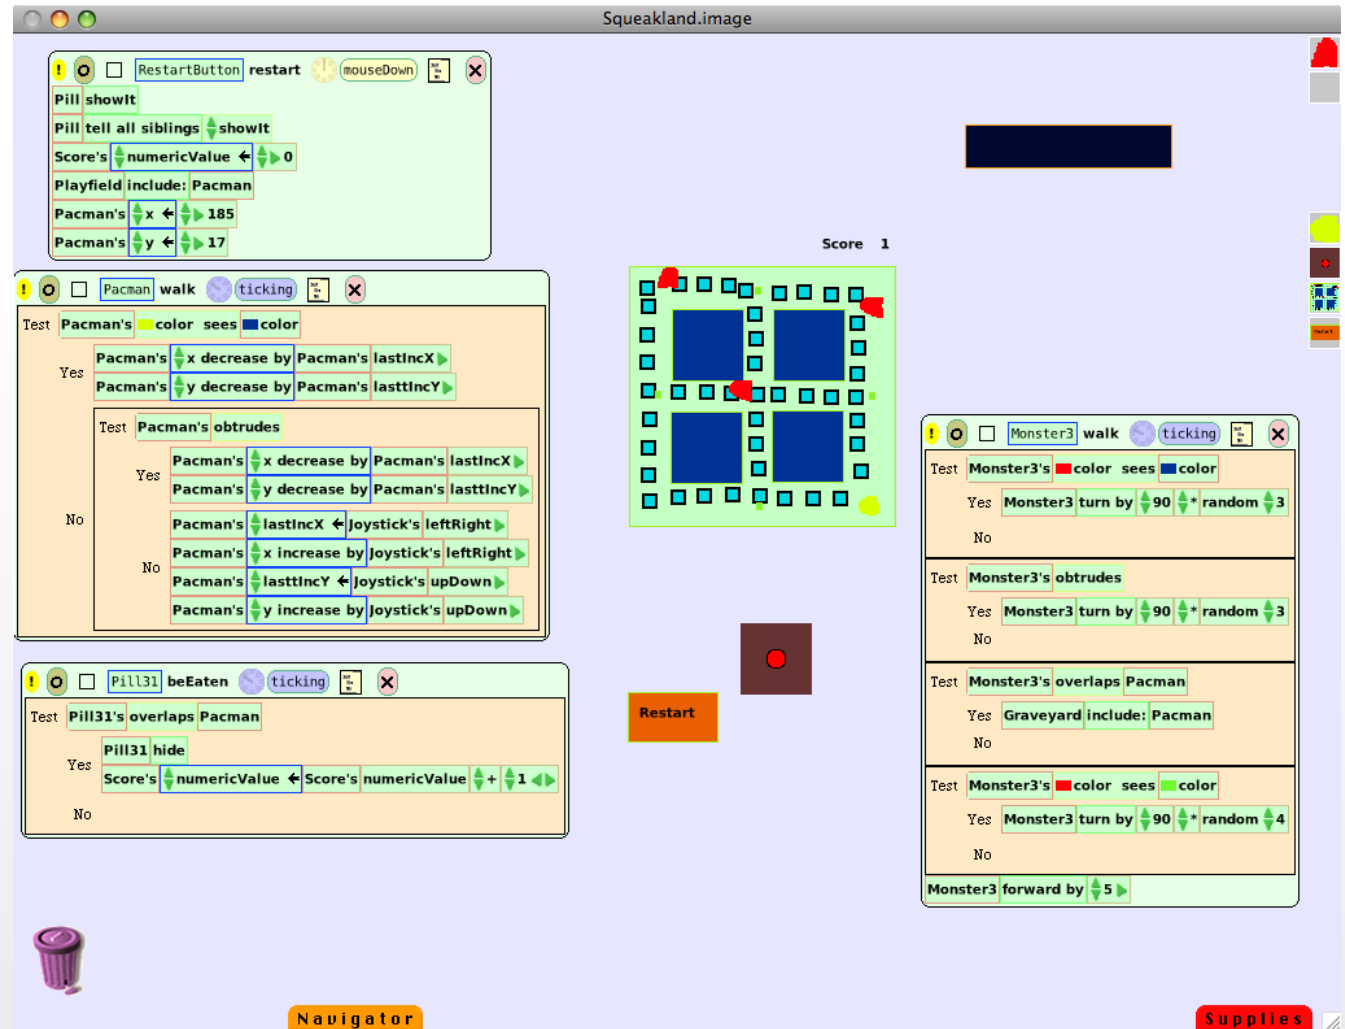 Squeakland.image
! O RestartButton restart mouseDown
Pill showIt
Pill tell all siblings showIt
Score's numericValue ← 0
Playfield include: Pacman
Pacman's x ← 185
Pacman's y ← 17
! O Pacman walk ticking
Test Pacman's color sees color
Yes
Pacman's x decrease by Pacman's lastIncX
Pacman's y decrease by Pacman's lasttIncY
No
Test Pacman's obtrudes
Yes
Pacman's x decrease by Pacman's lastIncX
Pacman's y decrease by Pacman's lasttIncY
No
Pacman's lastIncX ← Joystick's leftRight
Pacman's x increase by Joystick's leftRight
Pacman's lasttIncY ← Joystick's upDown
Pacman's y increase by Joystick's upDown
! O Pill31 beEaten ticking
Test Pill31's overlaps Pacman
Yes
Pill31 hide
Score's numericValue ← Score's numericValue + 1
No
Score 1
Restart
! O Monster3 walk ticking
Test Monster3's color sees color
Yes Monster3 turn by 90 * random 3
No
Test Monster3's obtrudes
Yes Monster3 turn by 90 * random 3
No
Test Monster3's overlaps Pacman
Yes Graveyard include: Pacman
No
Test Monster3's color sees color
Yes Monster3 turn by 90 * random 4
No
Monster3 forward by 5
Navigator
Supplies